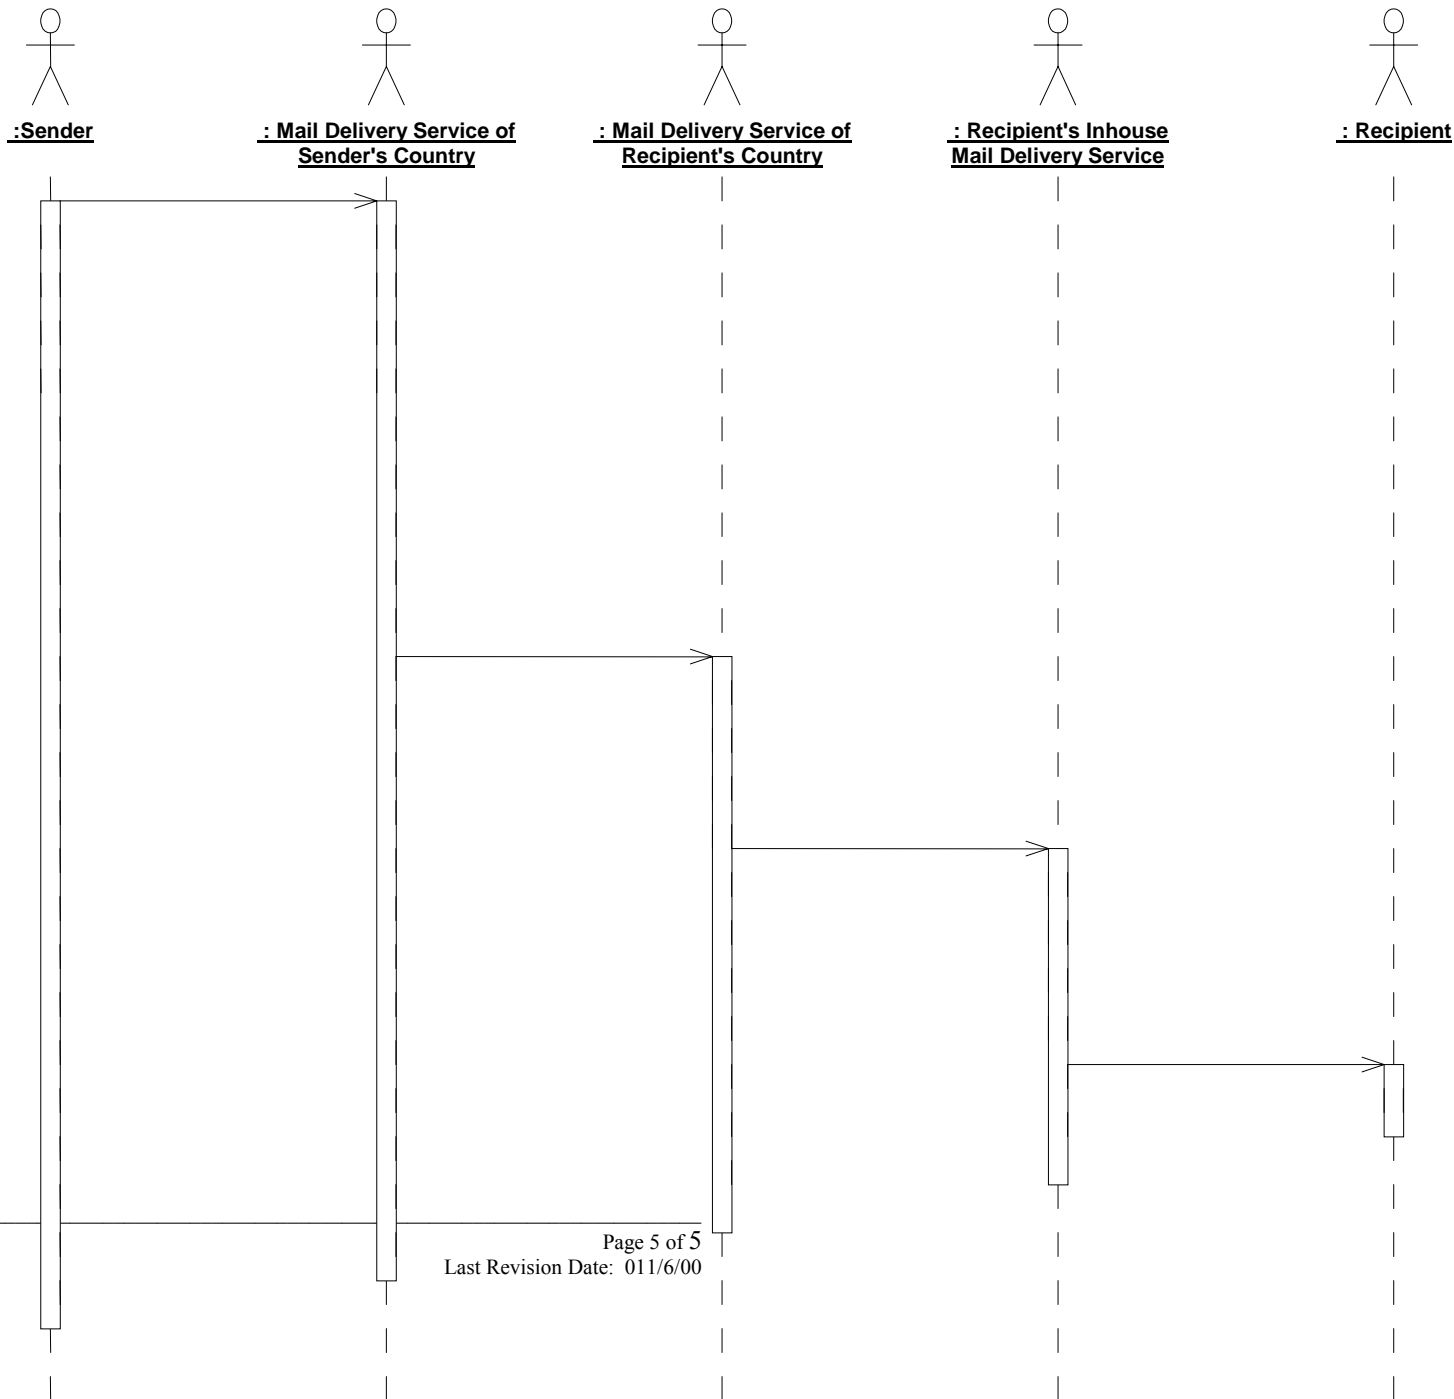 :Sender
: Mail Delivery Service of
Sender's Country
: Mail Delivery Service of
Recipient's Country
: Recipient's Inhouse
Mail Delivery Service
: Recipient
Page 5 of 5
Last Revision Date:  011/6/00